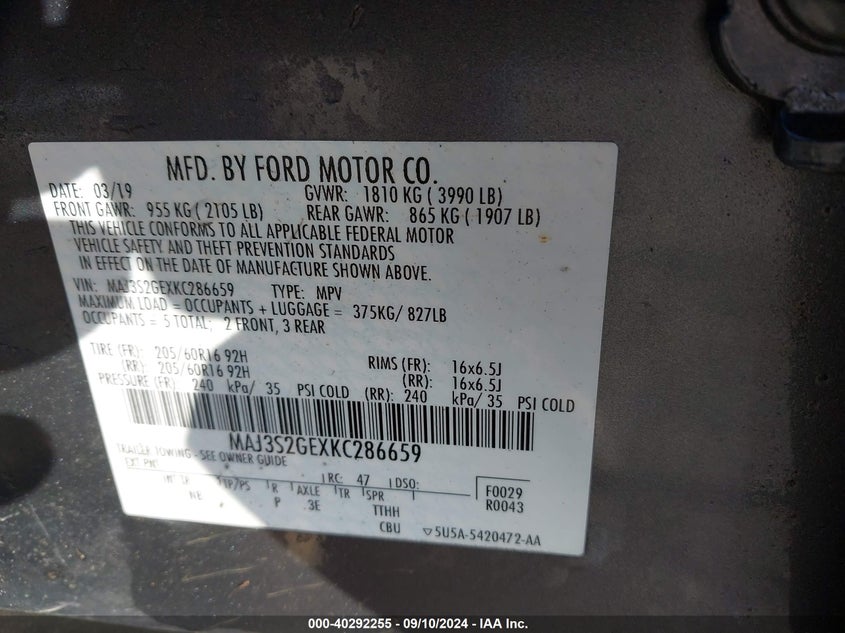 MFD. BY FORD MOTOR CO.
DATE: 03/19 GVWR: 1810 KG ( 3990 LB)
FRONT GAWR: 955 KG ( 2105 LB) REAR GAWR: 865 KG ( 1907 LB)
THIS VEHICLE CONFORMS TO ALL APPLICABLE FEDERAL MOTOR
VEHICLE SAFETY AND THEFT PREVENTION STANDARDS
IN EFFECT ON THE DATE OF MANUFACTURE SHOWN ABOVE.
VIN: MAJ3S2GEXKC286659 TYPE: MPV
MAXIMUM LOAD = OCCUPANTS + LUGGAGE = 375KG/ 827LB
OCCUPANTS = 5 TOTAL: 2 FRONT, 3 REAR
TIRE (FR): 205/60R16 92H RIMS (FR): 16x6.5J
(RR): 205/60R16 92H (RR): 16x6.5J
PRESSURE (FR): 240 kPa/ 35 PSI COLD (RR): 240 kPa/ 35 PSI COLD
MAJ3S2GEXKC286659
TRAILER TOWING - SEE OWNER GUIDE
EXT PNT RC: 47 DSO:
INT TR TP/PS R AXLE TR SPR F0029
NE P 3E TTHH R0043
CBU ▽5U5A-5420472-AA
000-40292255 - 09/10/2024 - IAA Inc.